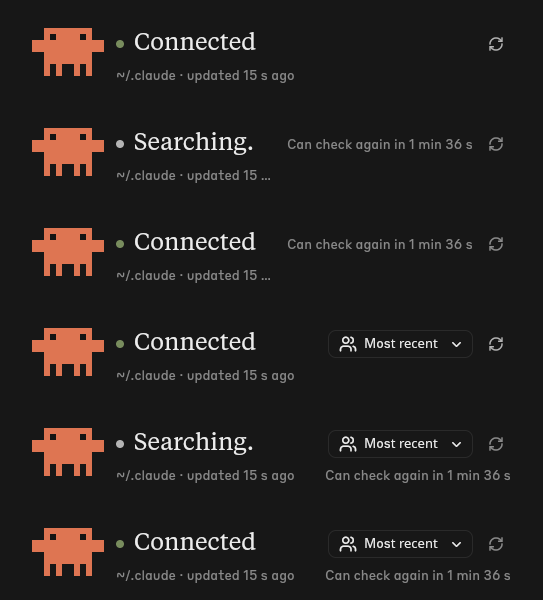 Connected
~/.claude · updated 15 s ago
Searching. Can check again in 1 min 36 s
~/.claude · updated 15 ...
Connected Can check again in 1 min 36 s
~/.claude · updated 15 ...
Connected Most recent
~/.claude · updated 15 s ago
Searching. Most recent
~/.claude · updated 15 s ago Can check again in 1 min 36 s
Connected Most recent
~/.claude · updated 15 s ago Can check again in 1 min 36 s